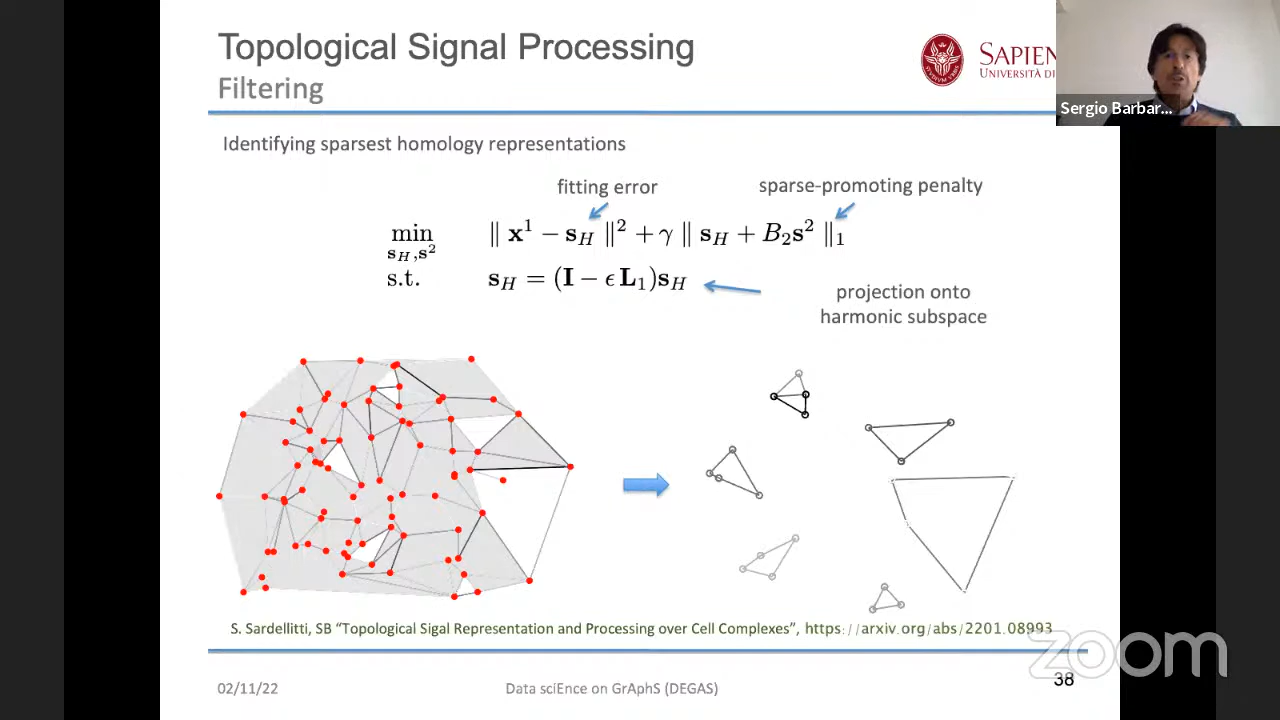 Topological Signal Processing
Filtering
SAPIEN
UNIVERSITÀ DI
Sergio Barbar...
Identifying sparsest homology representations
fitting error
sparse-promoting penalty
min ‖ x¹ − s_H ‖² + γ ‖ s_H + B₂s² ‖₁
s_H,s²
s.t. s_H = (I − ϵ L₁)s_H
projection onto
harmonic subspace
S. Sardellitti, SB “Topological Sigal Representation and Processing over Cell Complexes”, https://arxiv.org/abs/2201.08993
zoom
02/11/22
Data sciEnce on GrAphS (DEGAS)
38